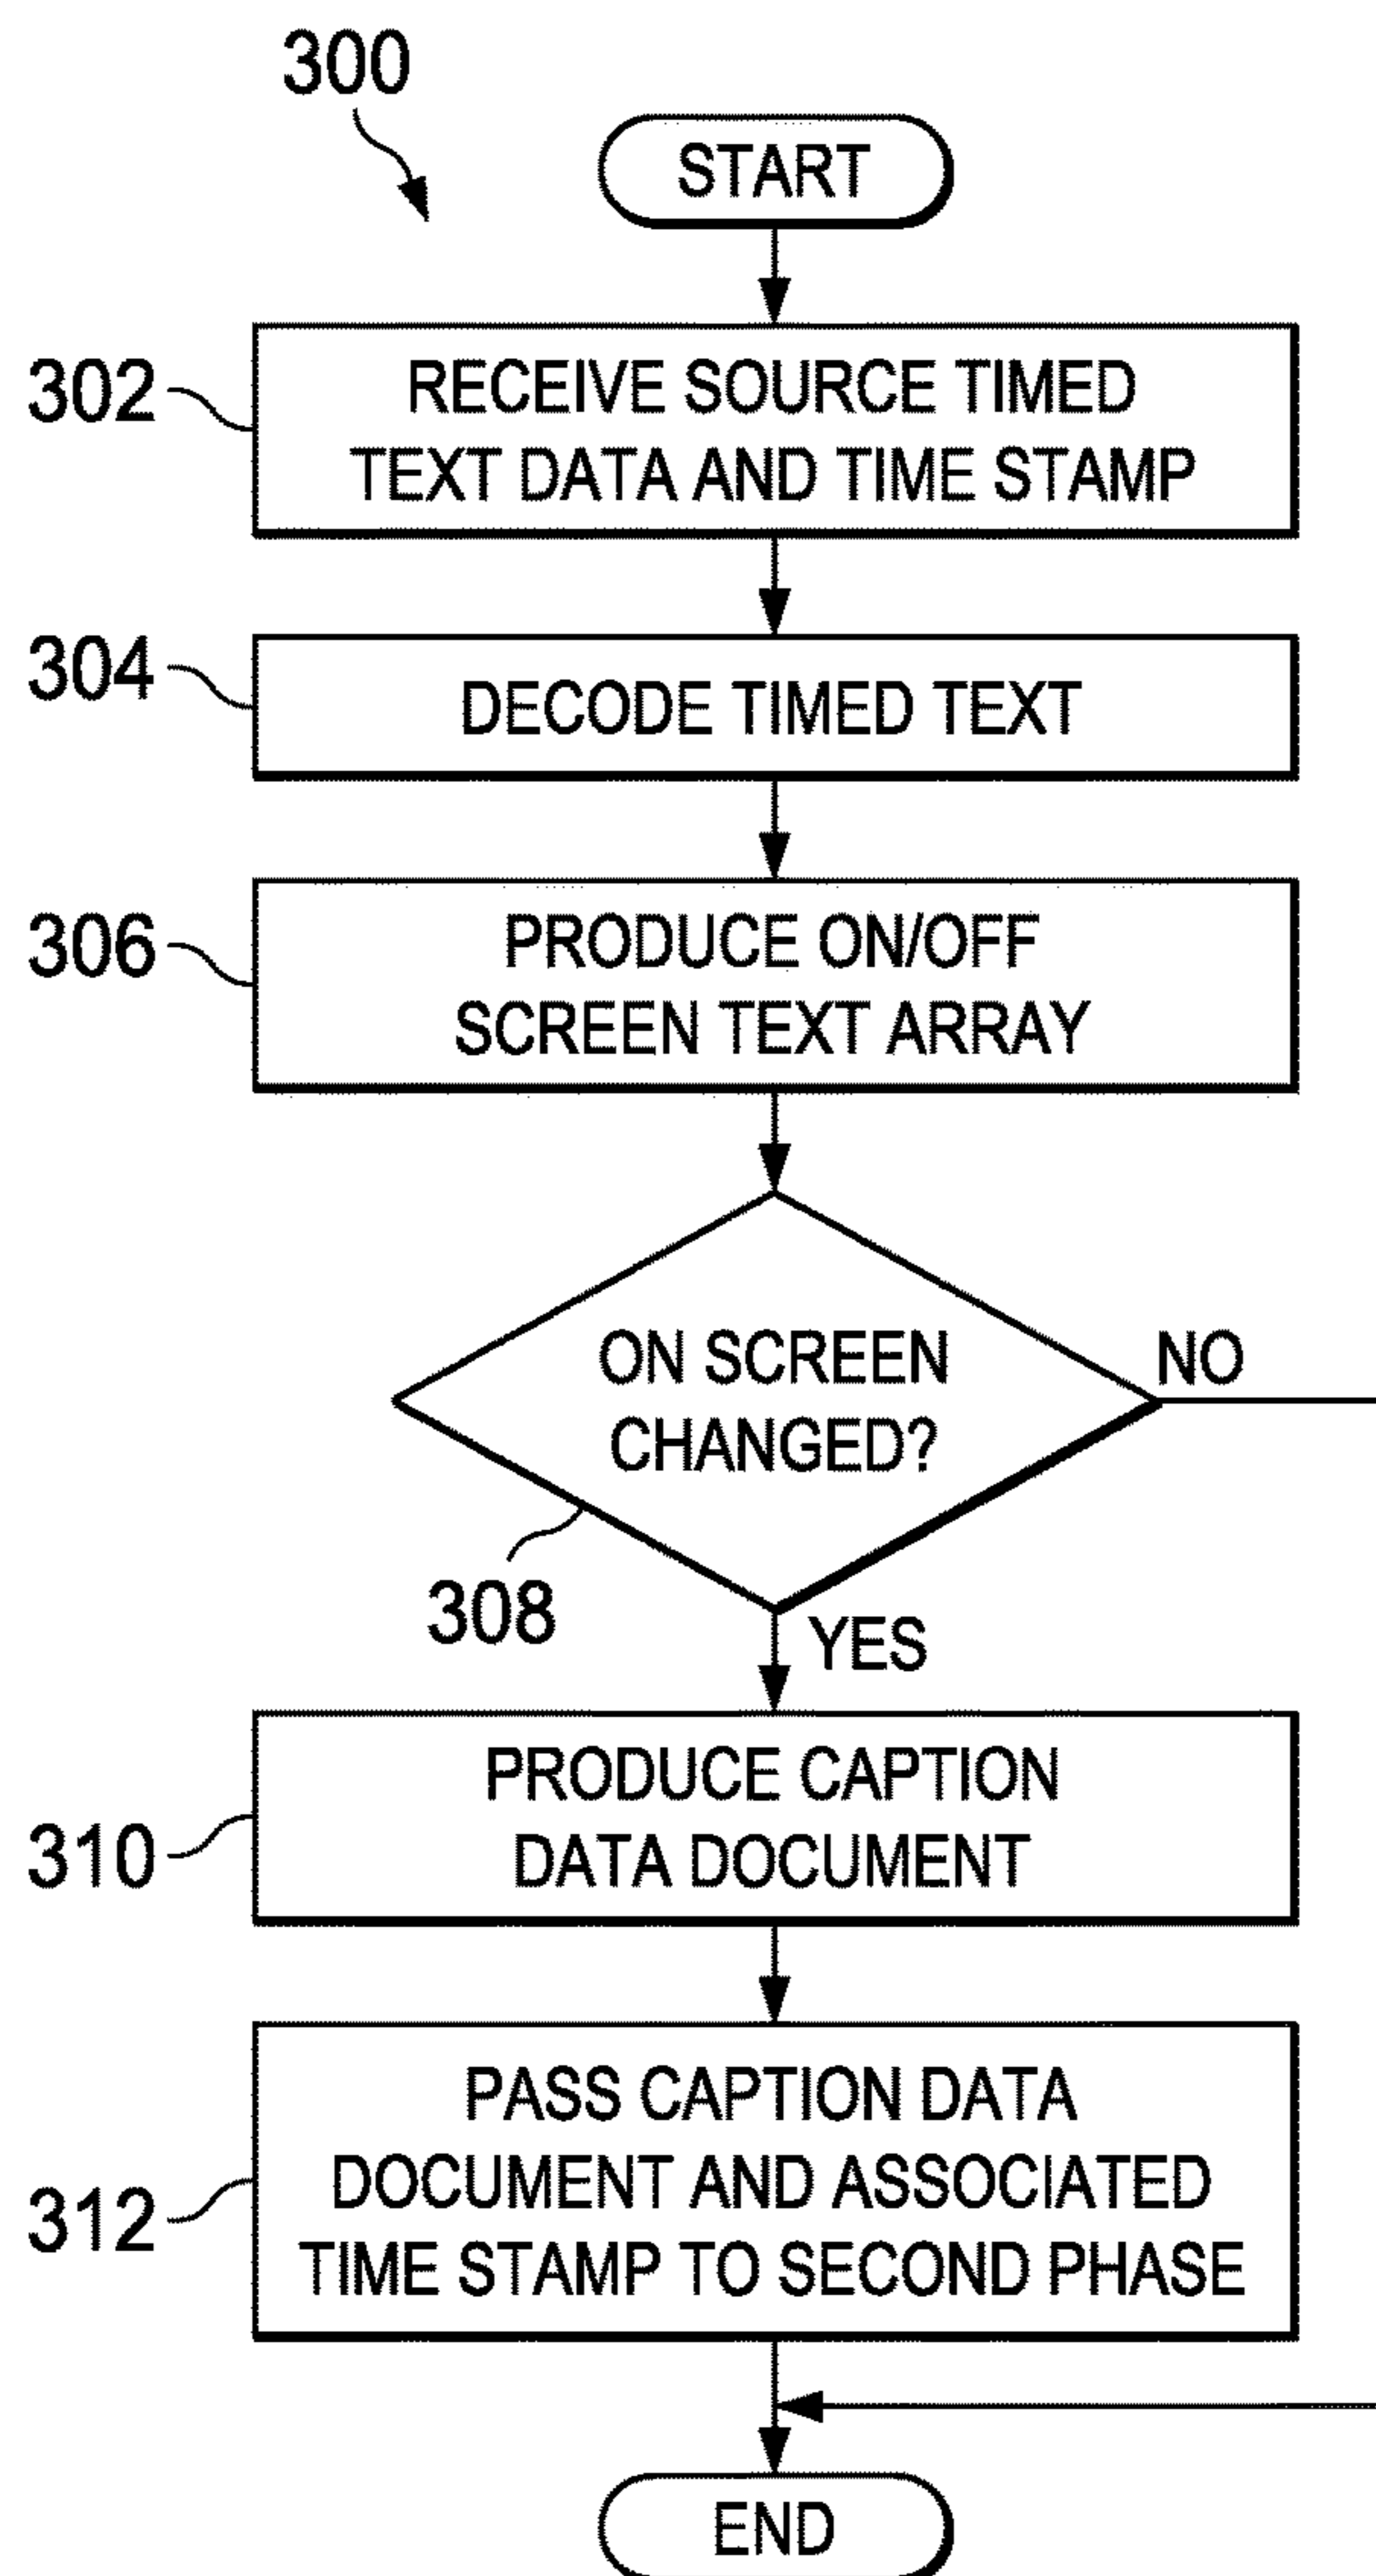 300
START
302
RECEIVE SOURCE TIMED
TEXT DATA AND TIME STAMP
304
DECODE TIMED TEXT
306
PRODUCE ON/OFF
SCREEN TEXT ARRAY
ON SCREEN
CHANGED?
NO
308
YES
310
PRODUCE CAPTION
DATA DOCUMENT
312
PASS CAPTION DATA
DOCUMENT AND ASSOCIATED
TIME STAMP TO SECOND PHASE
END